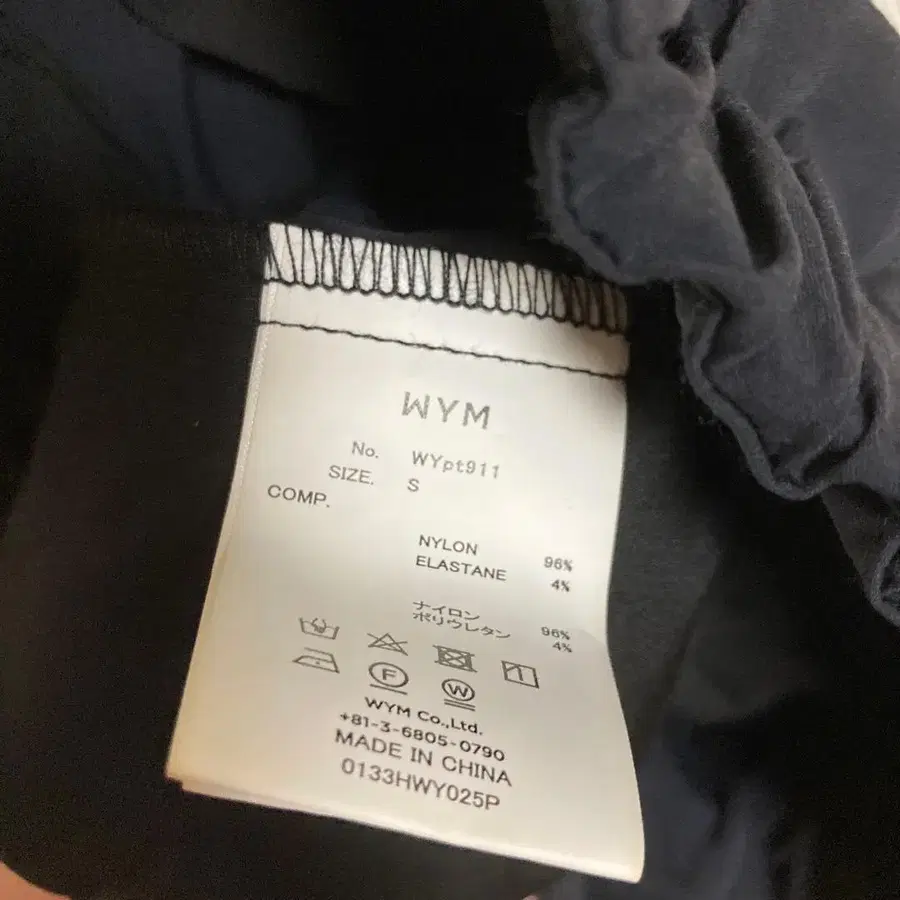 WYM
No. WYpt911
SIZE. S
COMP.
NYLON 96%
ELASTANE 4%
ナイロン 96%
ポリウレタン 4%
F
W
WYM Co.,Ltd.
+81-3-6805-0790
MADE IN CHINA
0133HWY025P